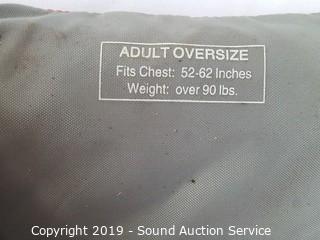 ADULT OVERSIZE
Fits Chest: 52-62 Inches
Weight: over 90 lbs.
Copyright 2019 - Sound Auction Service